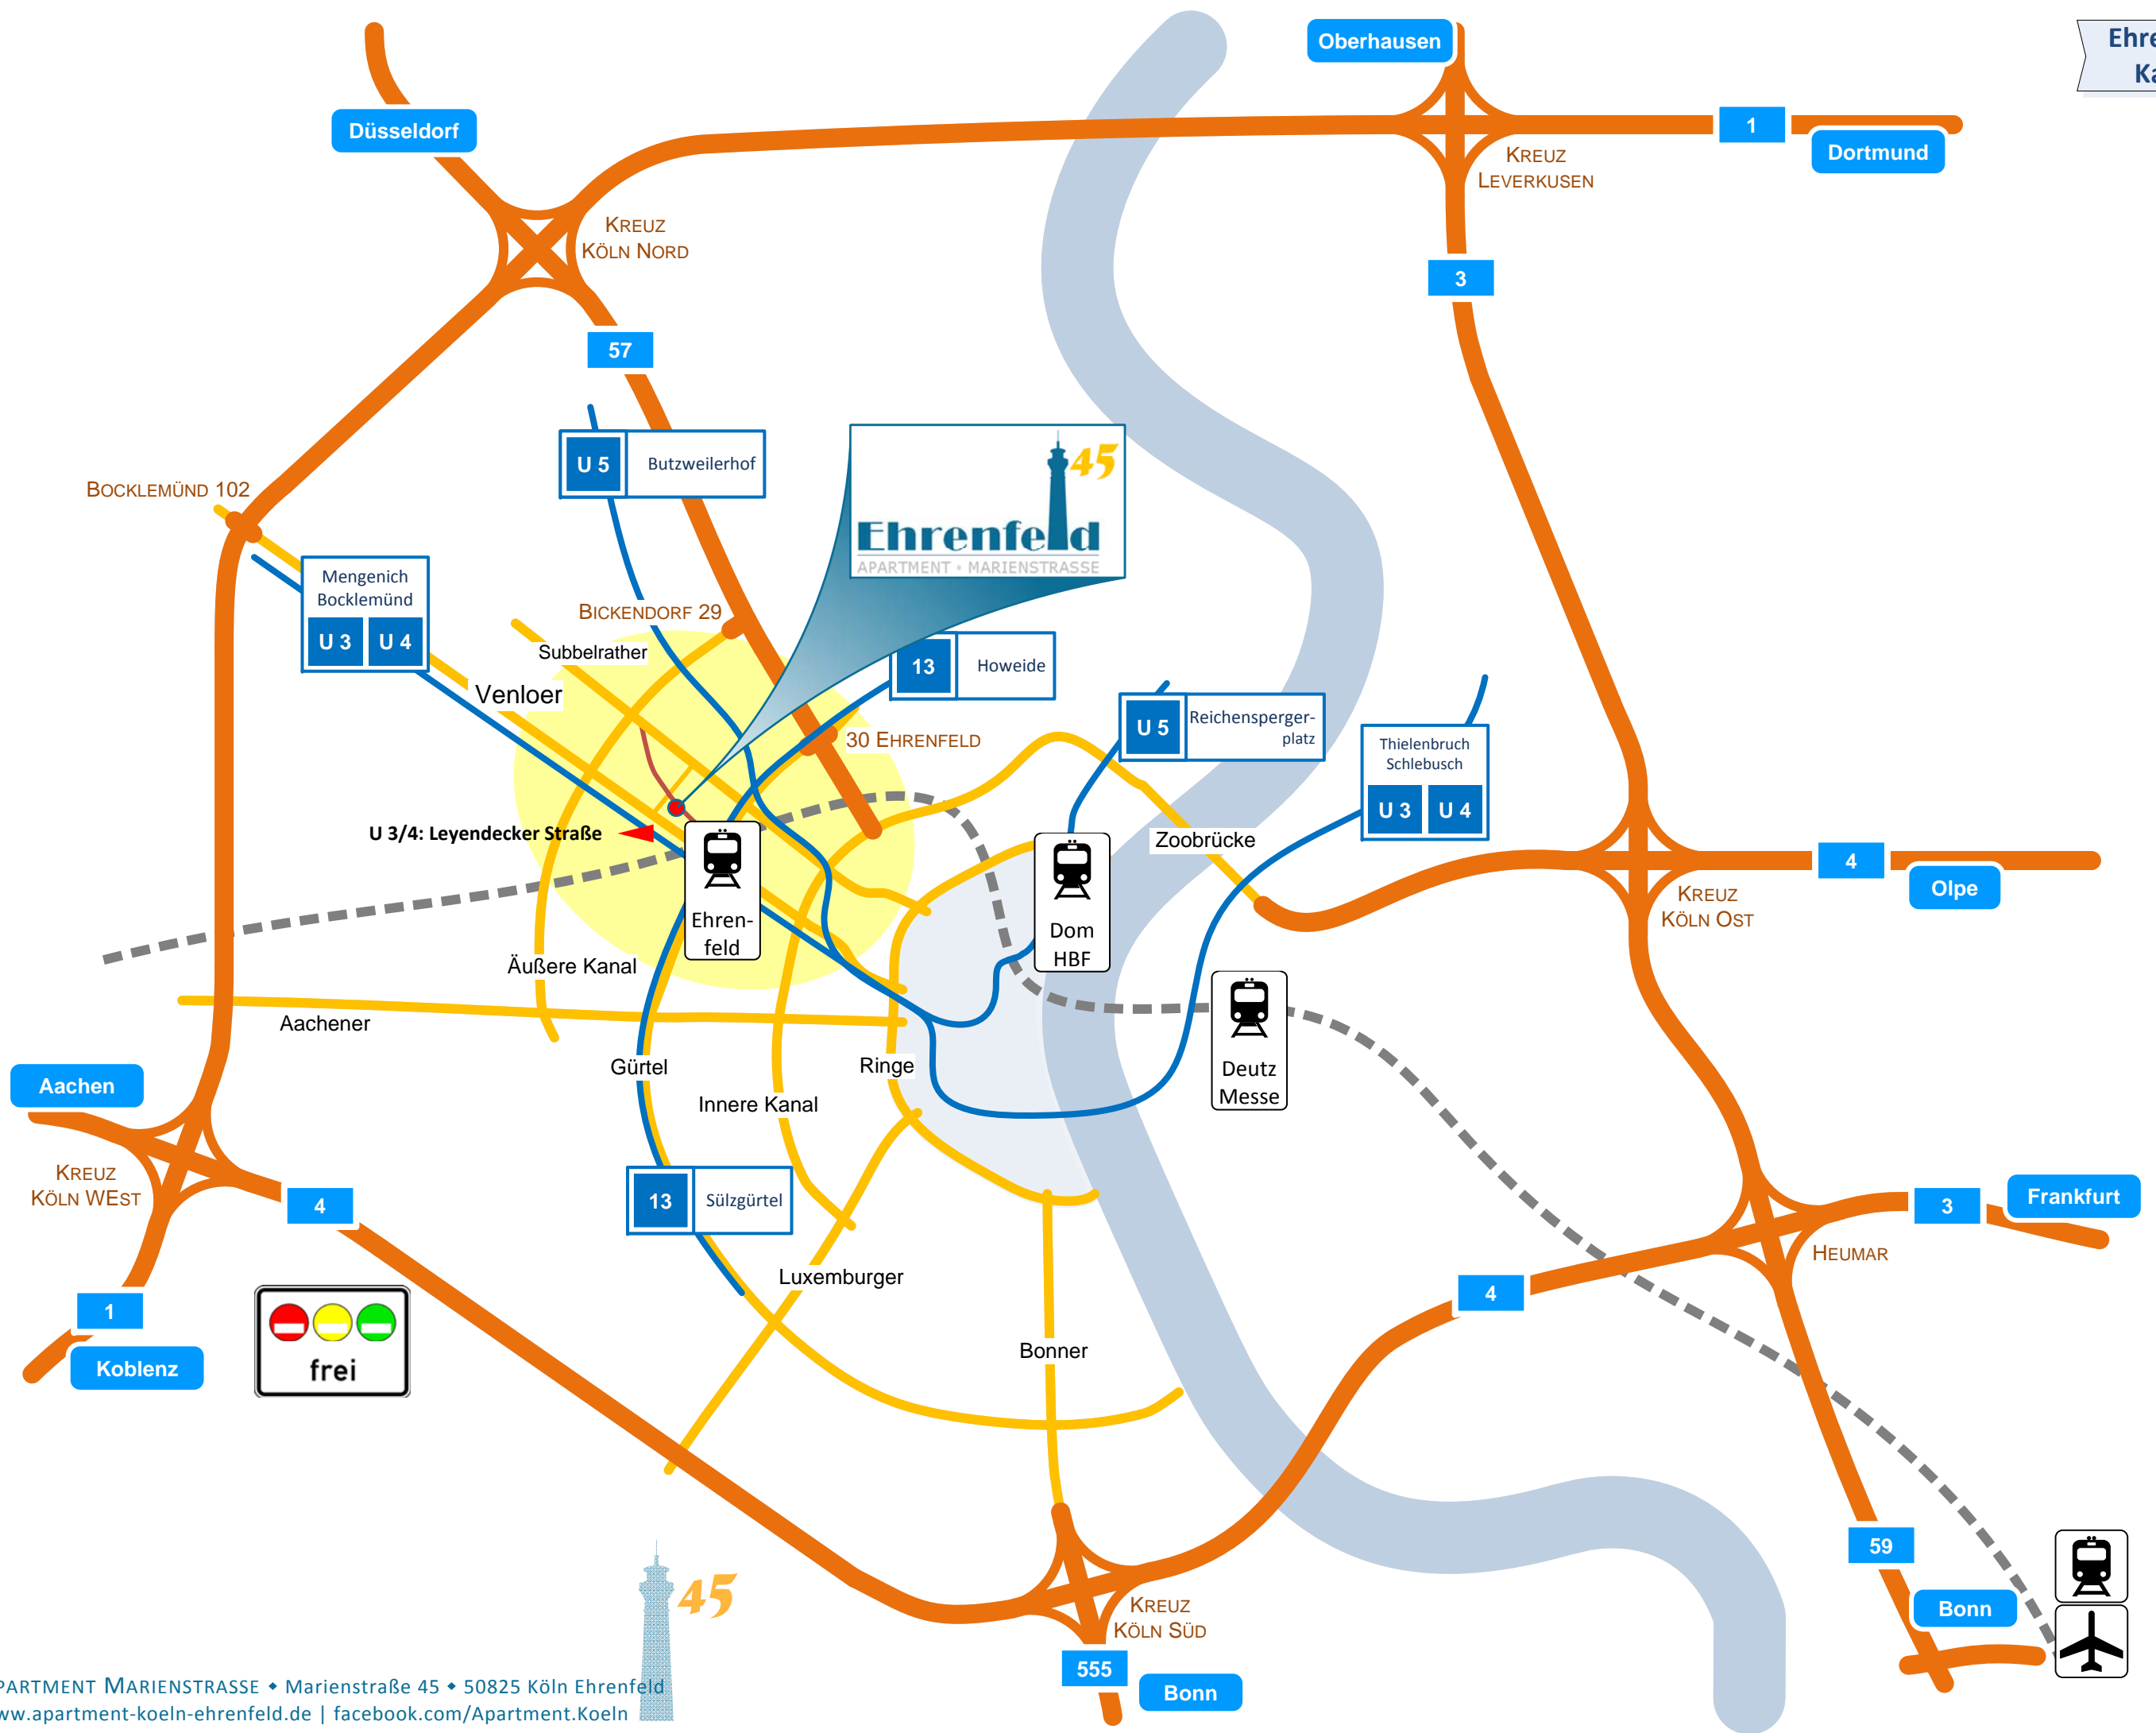 Oberhausen
Düsseldorf
1
Dortmund
KREUZ
LEVERKUSEN
KREUZ
KÖLN NORD
3
57
U 5 Butzweilerhof
45
Ehrenfeld
APARTMENT • MARIENSTRASSE
BOCKLEMÜND 102
Mengenich
Bocklemünd
U 3 U 4
BICKENDORF 29
Subbelrather
Venloer
13 Howeide
30 EHRENFELD
U 5 Reichensperger-
platz
Thielenbruch
Schlebusch
U 3 U 4
U 3/4: Leyendecker Straße
Zoobrücke
4
Olpe
KREUZ
KÖLN OST
Ehren-
feld
Dom
HBF
Äußere Kanal
Aachener
Deutz
Messe
Gürtel
Ringe
Innere Kanal
Aachen
KREUZ
KÖLN WEST
4
13 Sülzgürtel
3
Frankfurt
HEUMAR
Luxemburger
4
1
Koblenz
frei
Bonner
59
Bonn
45
KREUZ
KÖLN SÜD
555
Bonn
PARTMENT MARIENSTRASSE ◆ Marienstraße 45 ◆ 50825 Köln Ehrenfeld
ww.apartment-koeln-ehrenfeld.de | facebook.com/Apartment.Koeln